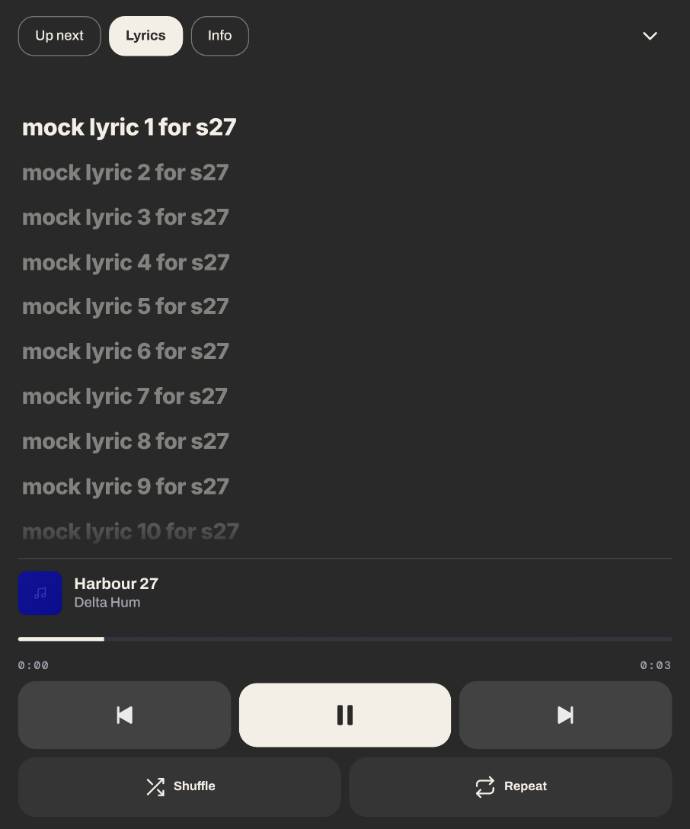 Up next
Lyrics
Info
mock lyric 1 for s27
mock lyric 2 for s27
mock lyric 3 for s27
mock lyric 4 for s27
mock lyric 5 for s27
mock lyric 6 for s27
mock lyric 7 for s27
mock lyric 8 for s27
mock lyric 9 for s27
mock lyric 10 for s27
Harbour 27
Delta Hum
0:00
0:03
Shuffle
Repeat